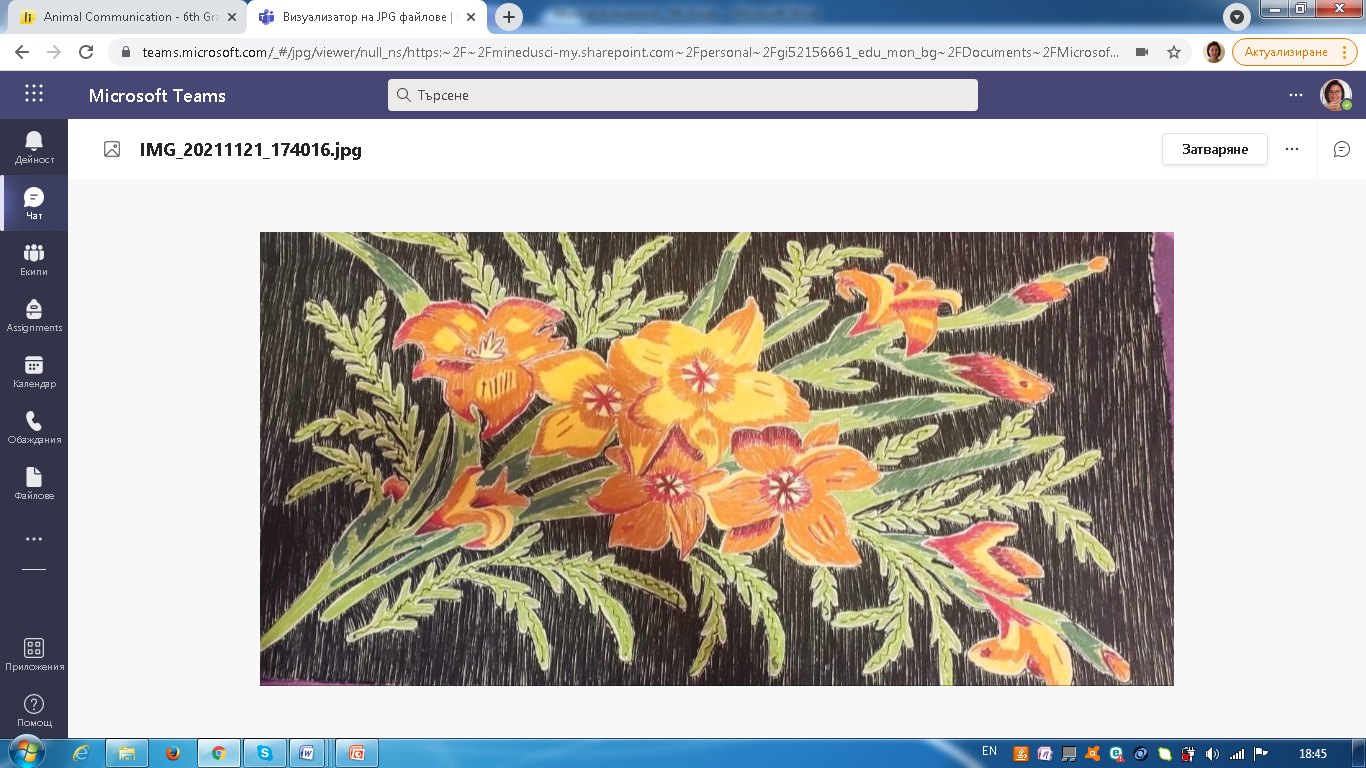 Animal Communication - 6th Gra
Визуализатор на JPG файлове |
teams.microsoft.com/_#/jpg/viewer/null_ns/https:~2F~2Fminedusci-my.sharepoint.com~2Fpersonal~2Fgi52156661_edu_mon_bg~2FDocuments~2FMicrosof...
Актуализиране
Microsoft Teams
Търсене
IMG_20211121_174016.jpg
Затваряне
Дейност
Чат
Екипи
Assignments
Календар
Обаждания
Файлове
Приложения
Помощ
EN
18:45